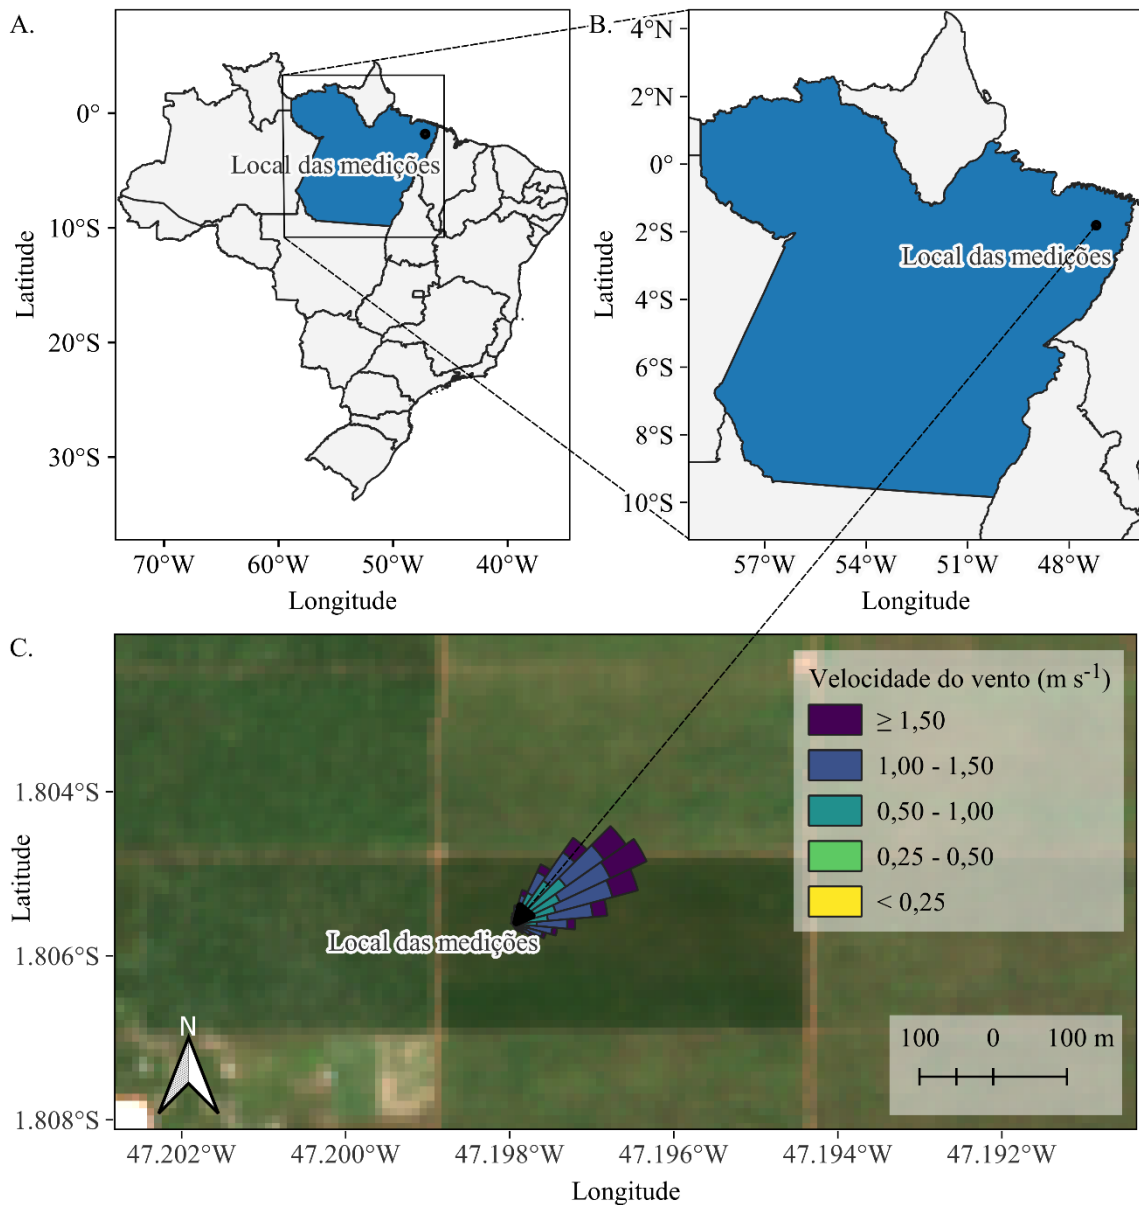 A.
0°
10°S
20°S
30°S
Latitude
Local das medições
70°W 60°W 50°W 40°W
Longitude
B.
4°N
2°N
0°
2°S
4°S
6°S
8°S
10°S
Latitude
Local das medições
57°W 54°W 51°W 48°W
Longitude
C.
1.804°S
1.806°S
1.808°S
Latitude
Local das medições
N
Velocidade do vento (m s⁻¹)
≥ 1,50
1,00 - 1,50
0,50 - 1,00
0,25 - 0,50
< 0,25
100 0 100 m
47.202°W 47.200°W 47.198°W 47.196°W 47.194°W 47.192°W
Longitude